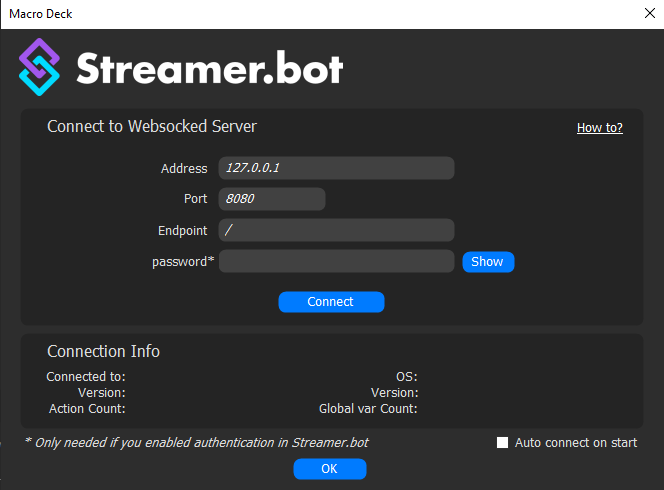 Macro Deck
Streamer.bot
Connect to Websocked Server
How to?
Address 127.0.0.1
Port 8080
Endpoint /
password*
Show
Connect
Connection Info
Connected to: OS:
Version: Version:
Action Count: Global var Count:
* Only needed if you enabled authentication in Streamer.bot
Auto connect on start
OK